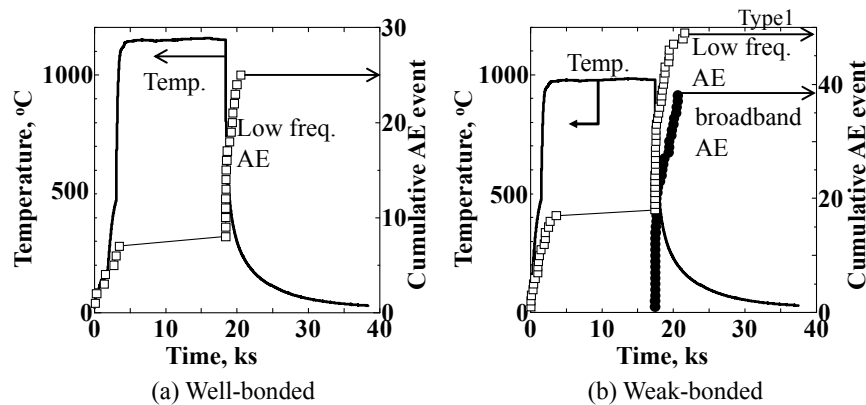 Temperature, °C
1000
500
0
Temp.
Low freq.
AE
30
20
10
0
Cumulative AE event
0
10
20
30
40
Time, ks
(a) Well-bonded
Temperature, °C
1000
500
0
Temp.
Type1
Low freq.
AE
broadband
AE
60
40
20
0
Cumulative AE event
0
10
20
30
40
Time, ks
(b) Weak-bonded